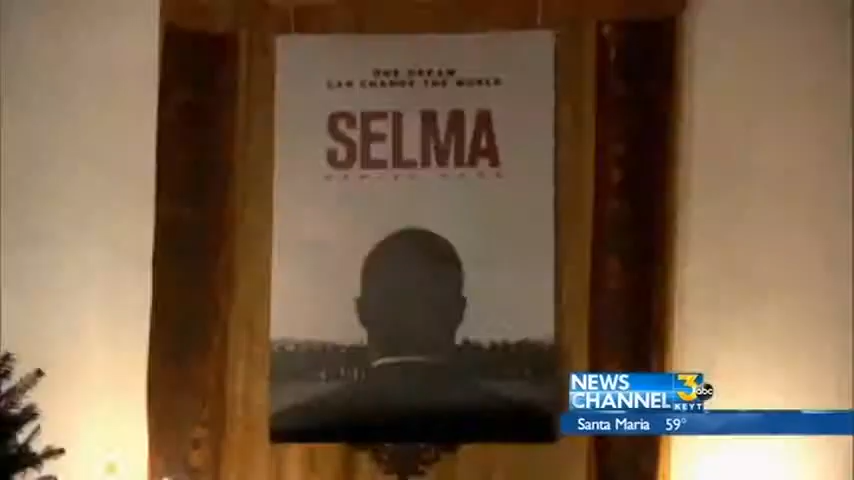 ONE DREAM
CAN CHANGE THE WORLD
SELMA
NEWS
CHANNEL 3 abc
KEYT
Santa Maria 59°